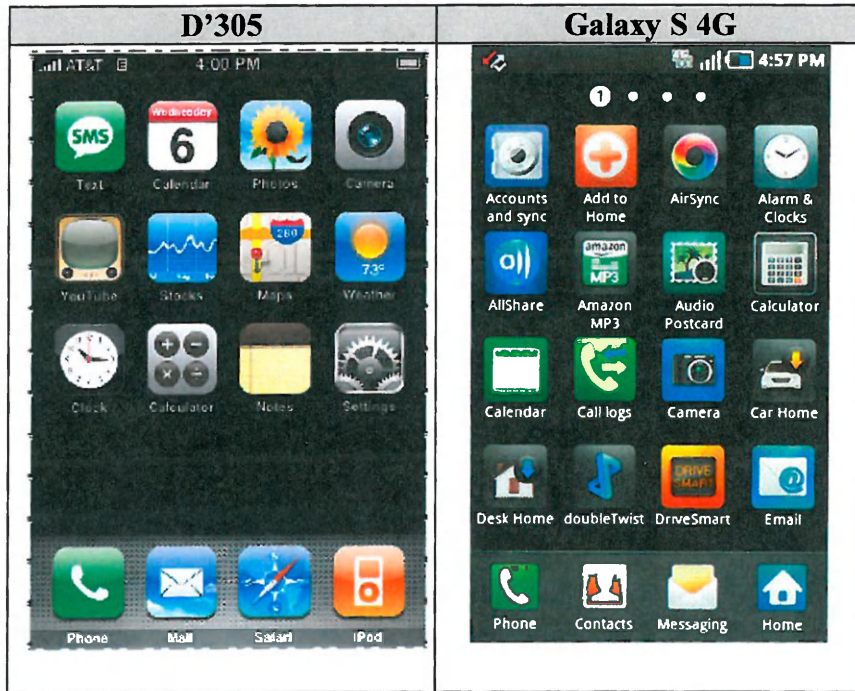 D'305
AT&T E 4:00 PM
SMS
Wednesday
6
Text Calendar Photos Camera
280
73°
YouTube Stocks Maps Weather
Clock Calculator Notes Settings
Phone Mail Safari iPod
Galaxy S 4G
4:57 PM
1
Accounts and sync
Add to Home
AirSync
Alarm & Clocks
all
amazon
MP3
AllShare
Amazon MP3
Audio Postcard
Calculator
Calendar Call logs Camera Car Home
DRIVE
SMART
Desk Home doubleTwist DriveSmart Email
Phone Contacts Messaging Home